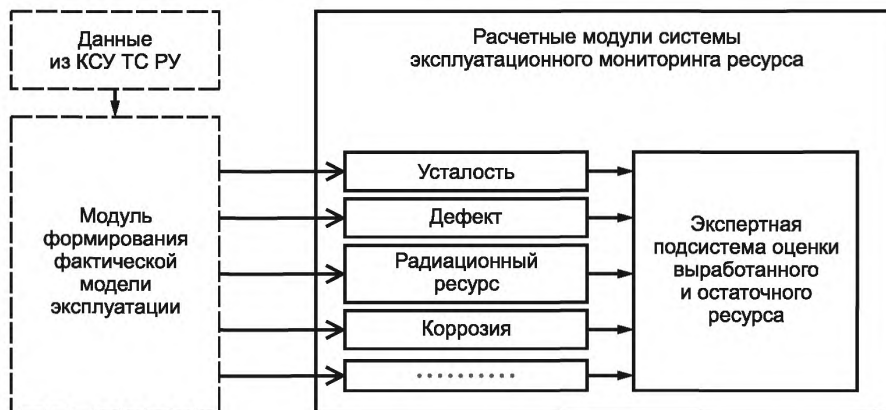 Данные
из КСУ ТС РУ
Модуль
формирования
фактической
модели
эксплуатации
Расчетные модули системы
эксплуатационного мониторинга ресурса
Усталость
Дефект
Радиационный
ресурс
Коррозия
..........
Экспертная
подсистема оценки
выработанного
и остаточного
ресурса